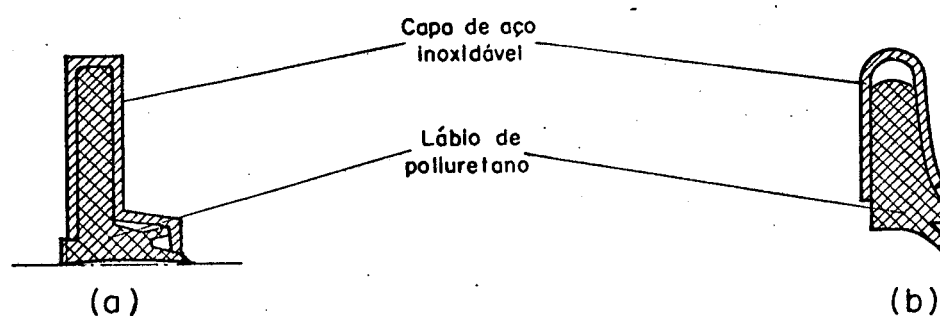 Capa de aço
inoxidável
Lábio de
poliuretano
(a)
(b)